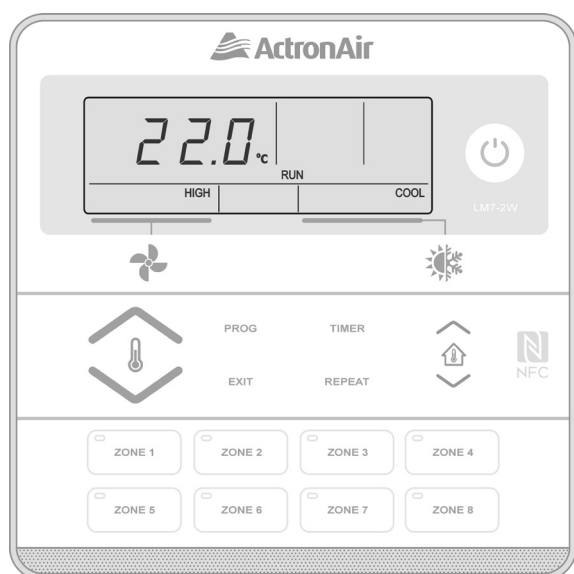 ActronAir
22.0 °C
RUN
HIGH COOL
LM7-2W
PROG TIMER
EXIT REPEAT
NFC
ZONE 1 ZONE 2 ZONE 3 ZONE 4
ZONE 5 ZONE 6 ZONE 7 ZONE 8